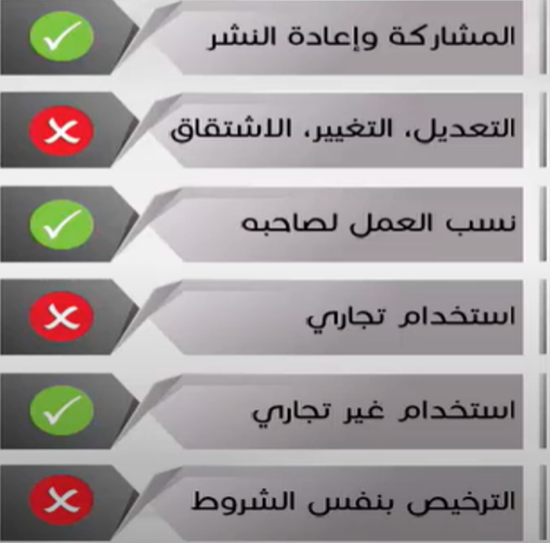 المشاركة وإعادة النشر
التعديل، التغيير، الاشتقاق
نسب العمل لصاحبه
استخدام تجاري
استخدام غير تجاري
الترخيص بنفس الشروط